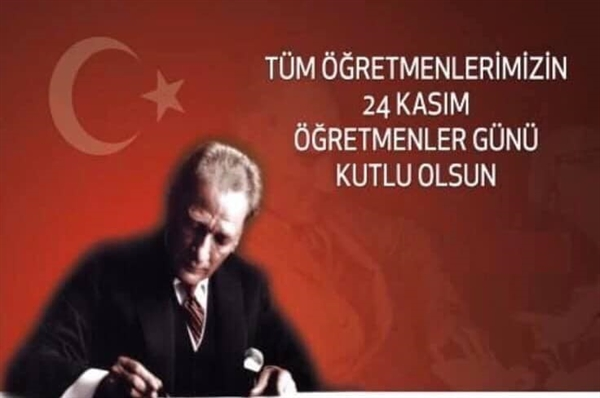 TÜM ÖĞRETMENLERİMİZİN
24 KASIM
ÖĞRETMENLER GÜNÜ
KUTLU OLSUN